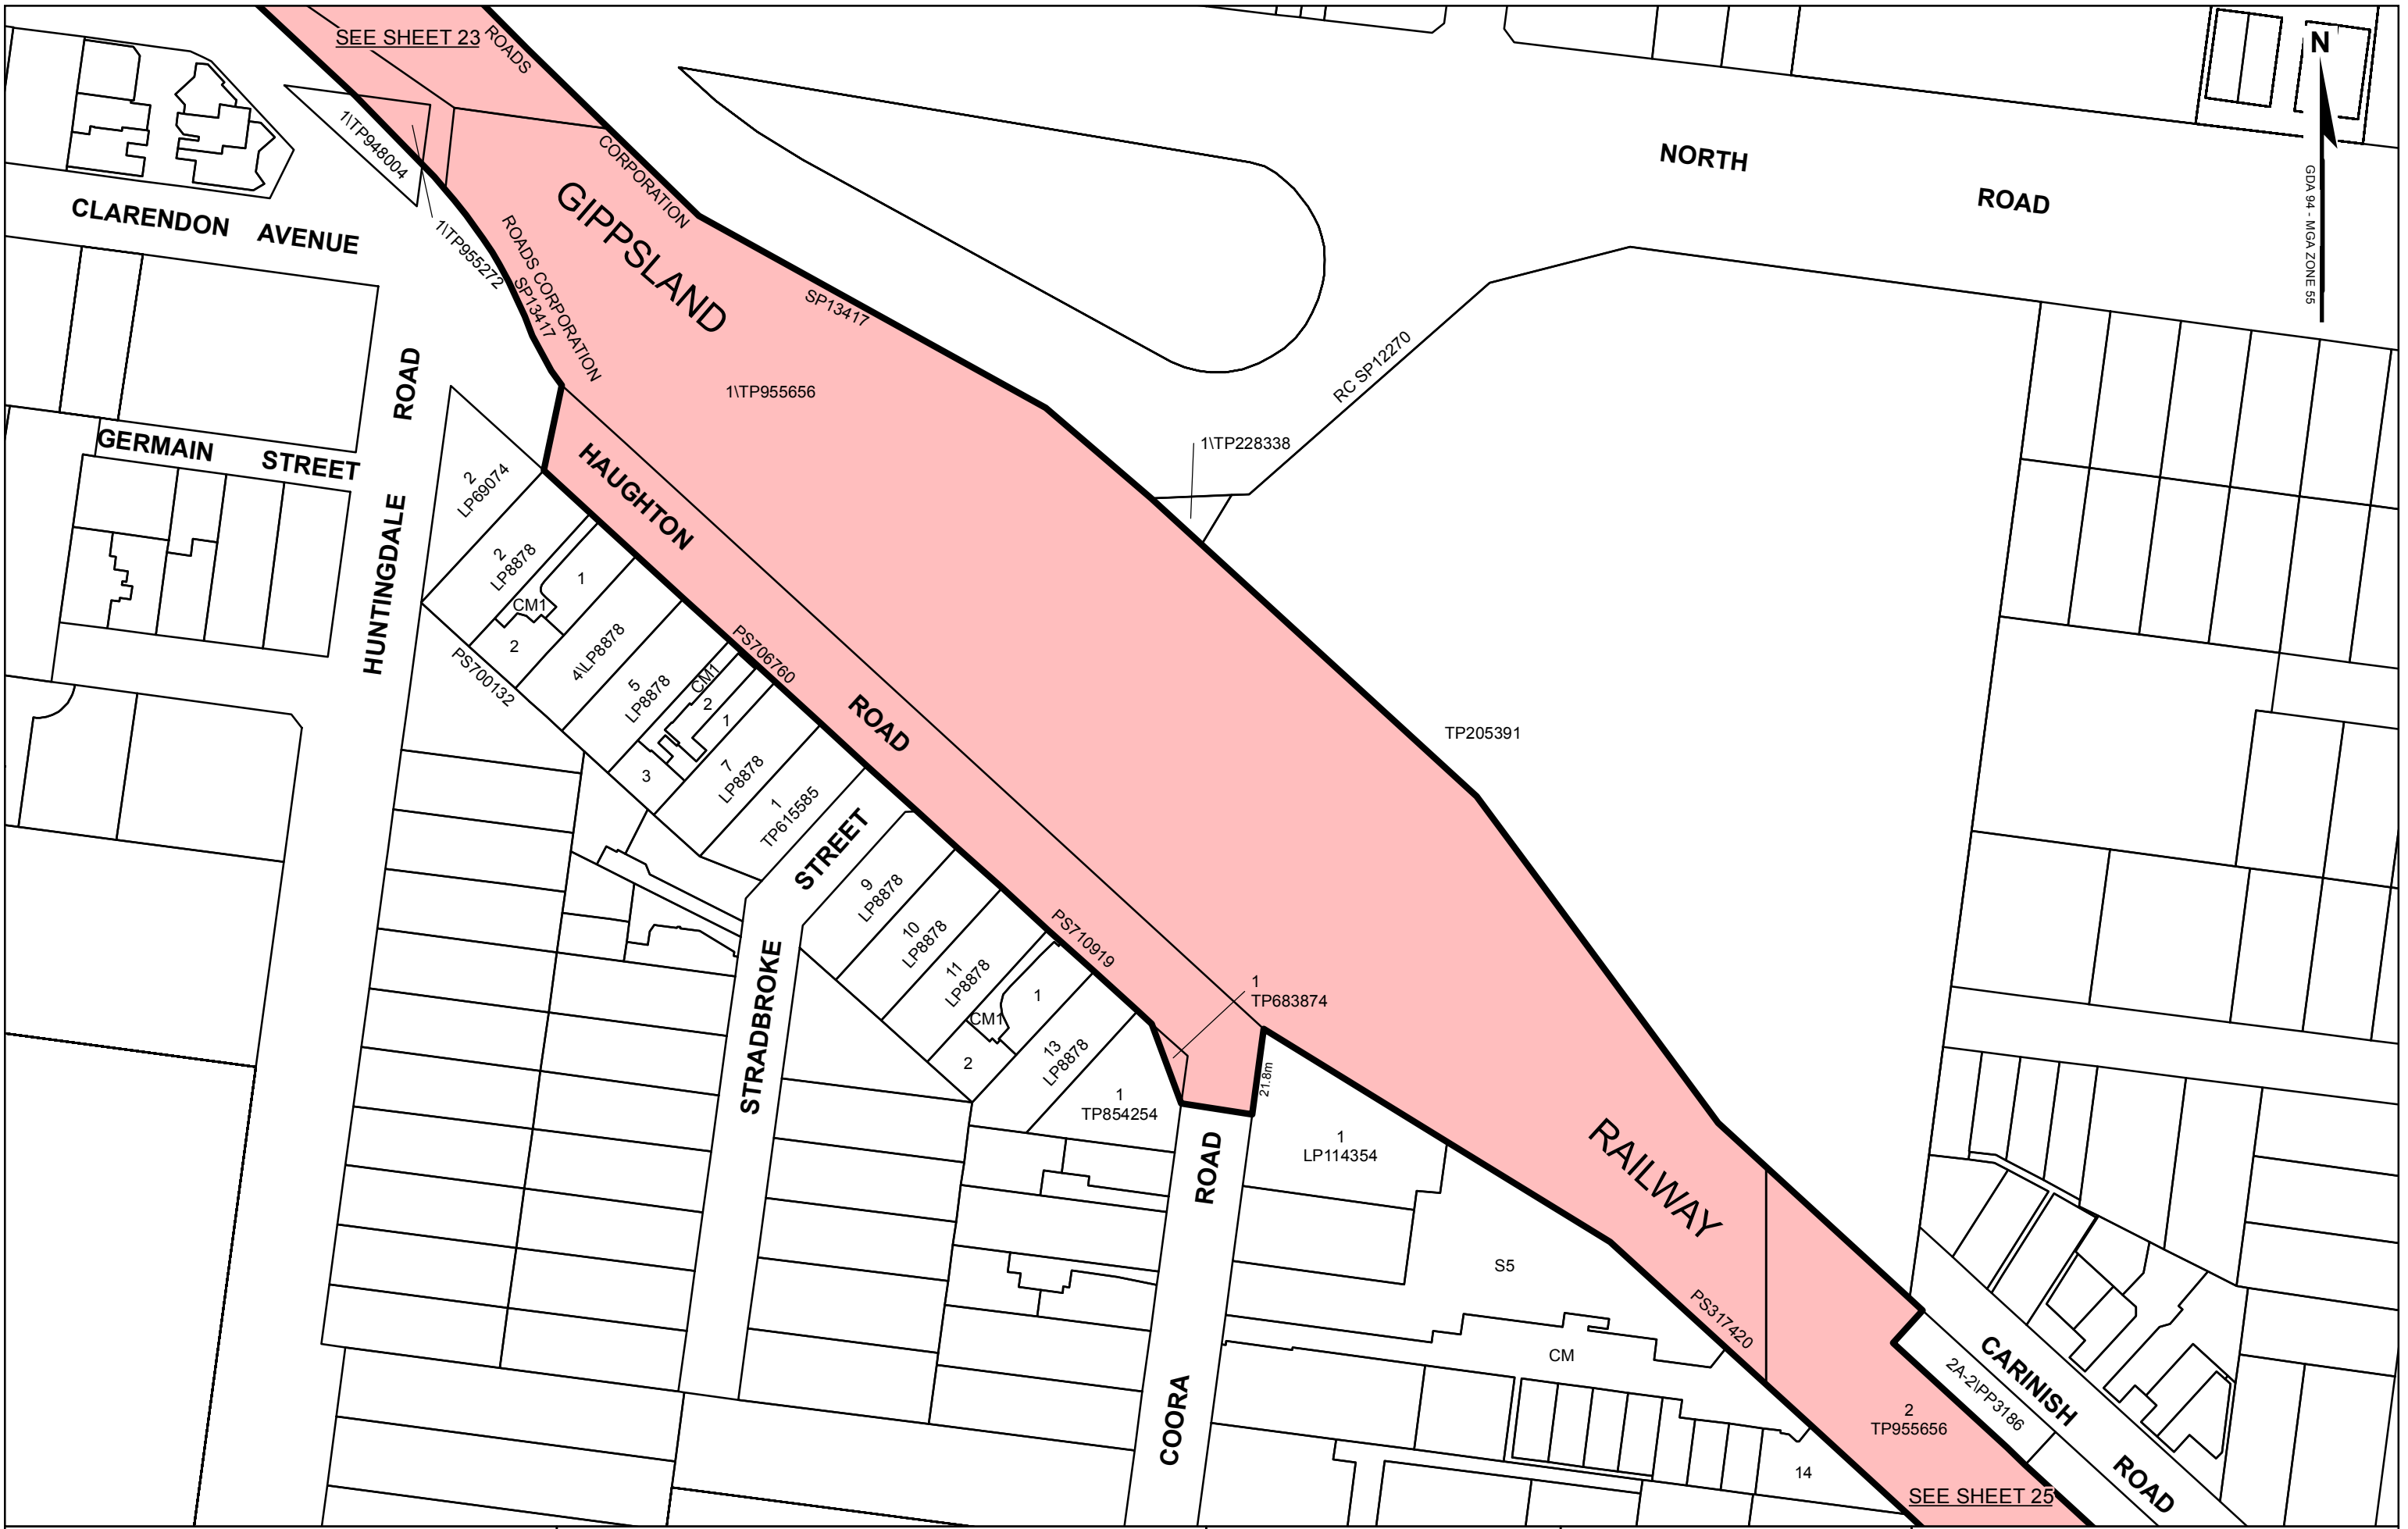 SEE SHEET 23
ROADS
CORPORATION
N
GDA 94 - MGA ZONE 55
NORTH
ROAD
1\TP948004
CLARENDON AVENUE
1\TP955272
ROADS CORPORATION
SP13417
GIPPSLAND
SP13417
1\TP955656
RC SP12270
1\TP228338
HUNTINGDALE
ROAD
GERMAIN STREET
HAUGHTON
ROAD
2
LP69074
2
LP8878
1
CM1
2
PS700132
4\LP8878
5
LP8878
PS706760
CM1
2
1
3
7
LP8878
1
TP615585
STRADBROKE
STREET
9
LP8878
10
LP8878
11
LP8878
PS710919
1
CM1
2
13
LP8878
1
TP854254
1
TP683874
21.8m
TP205391
COORA
ROAD
1
LP114354
RAILWAY
S5
CM
PS317420
14
2
TP955656
2A-2\PP3186
CARINISH
ROAD
SEE SHEET 25